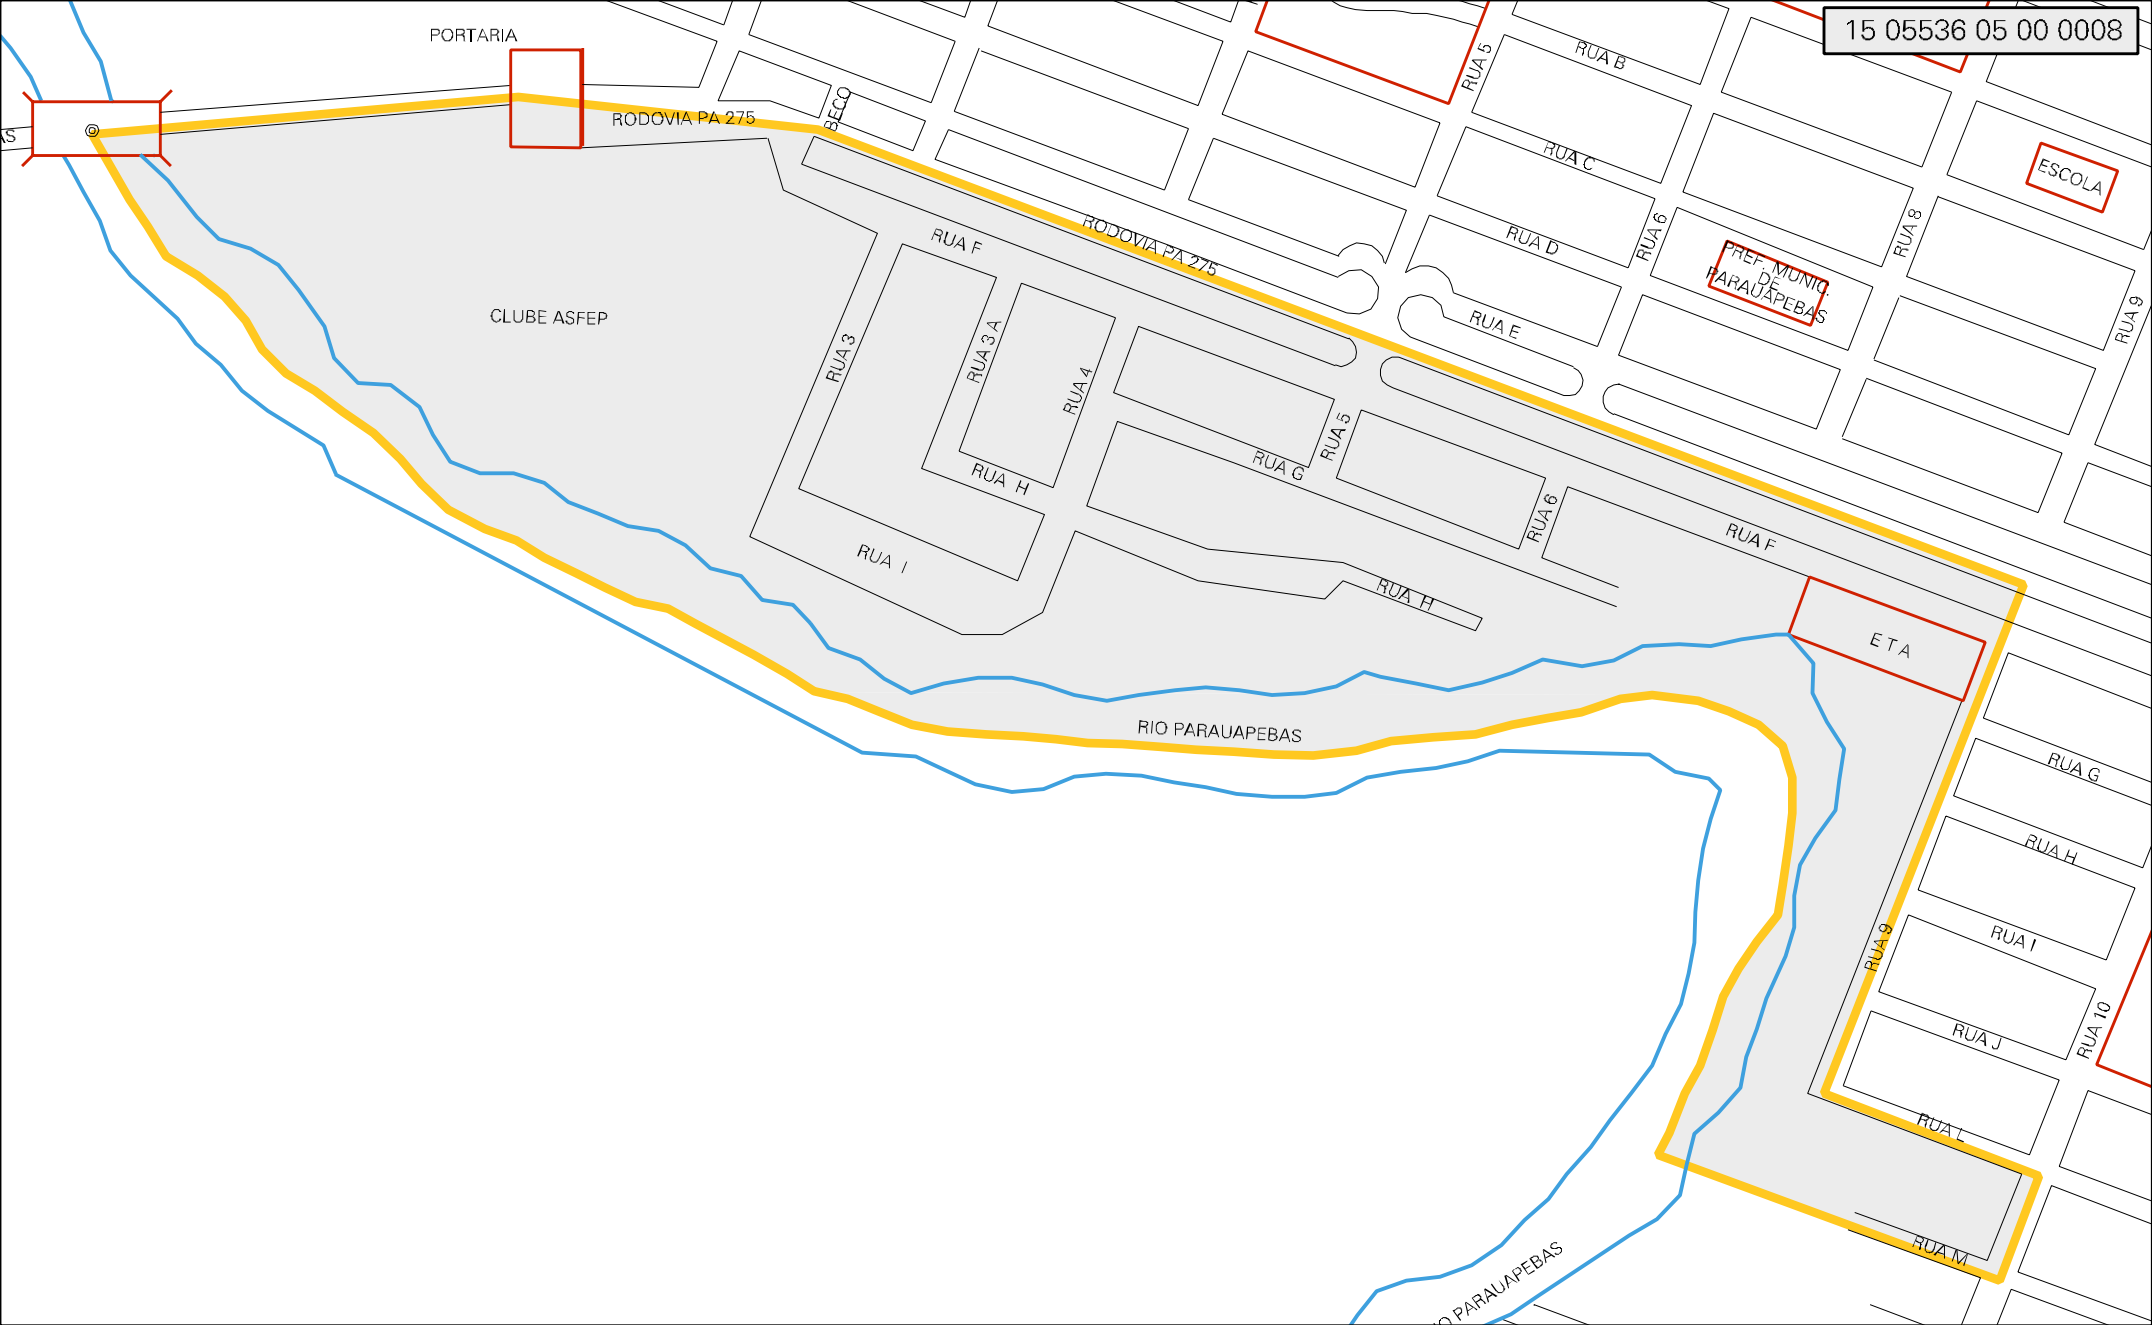 15 05536 05 00 0008
PORTARIA
RUA 5
RUA B
AS
BECO
RODOVIA PA 275
RUA C
ESCOLA
RUA 6
RUA 8
RUA D
RODOVIA PA 275
RUA F
PREF. MUNIC.
DE
PARAUAPEBAS
CLUBE ASFEP
RUA 3
RUA 3 A
RUA E
RUA 9
RUA 4
RUA 5
RUA G
RUA H
RUA 6
RUA F
RUA I
RUA H
E T A
RIO PARAUAPEBAS
RUA G
RUA H
RUA 9
RUA I
RUA J
RUA 10
RUA L
RUA M
IO PARAUAPEBAS